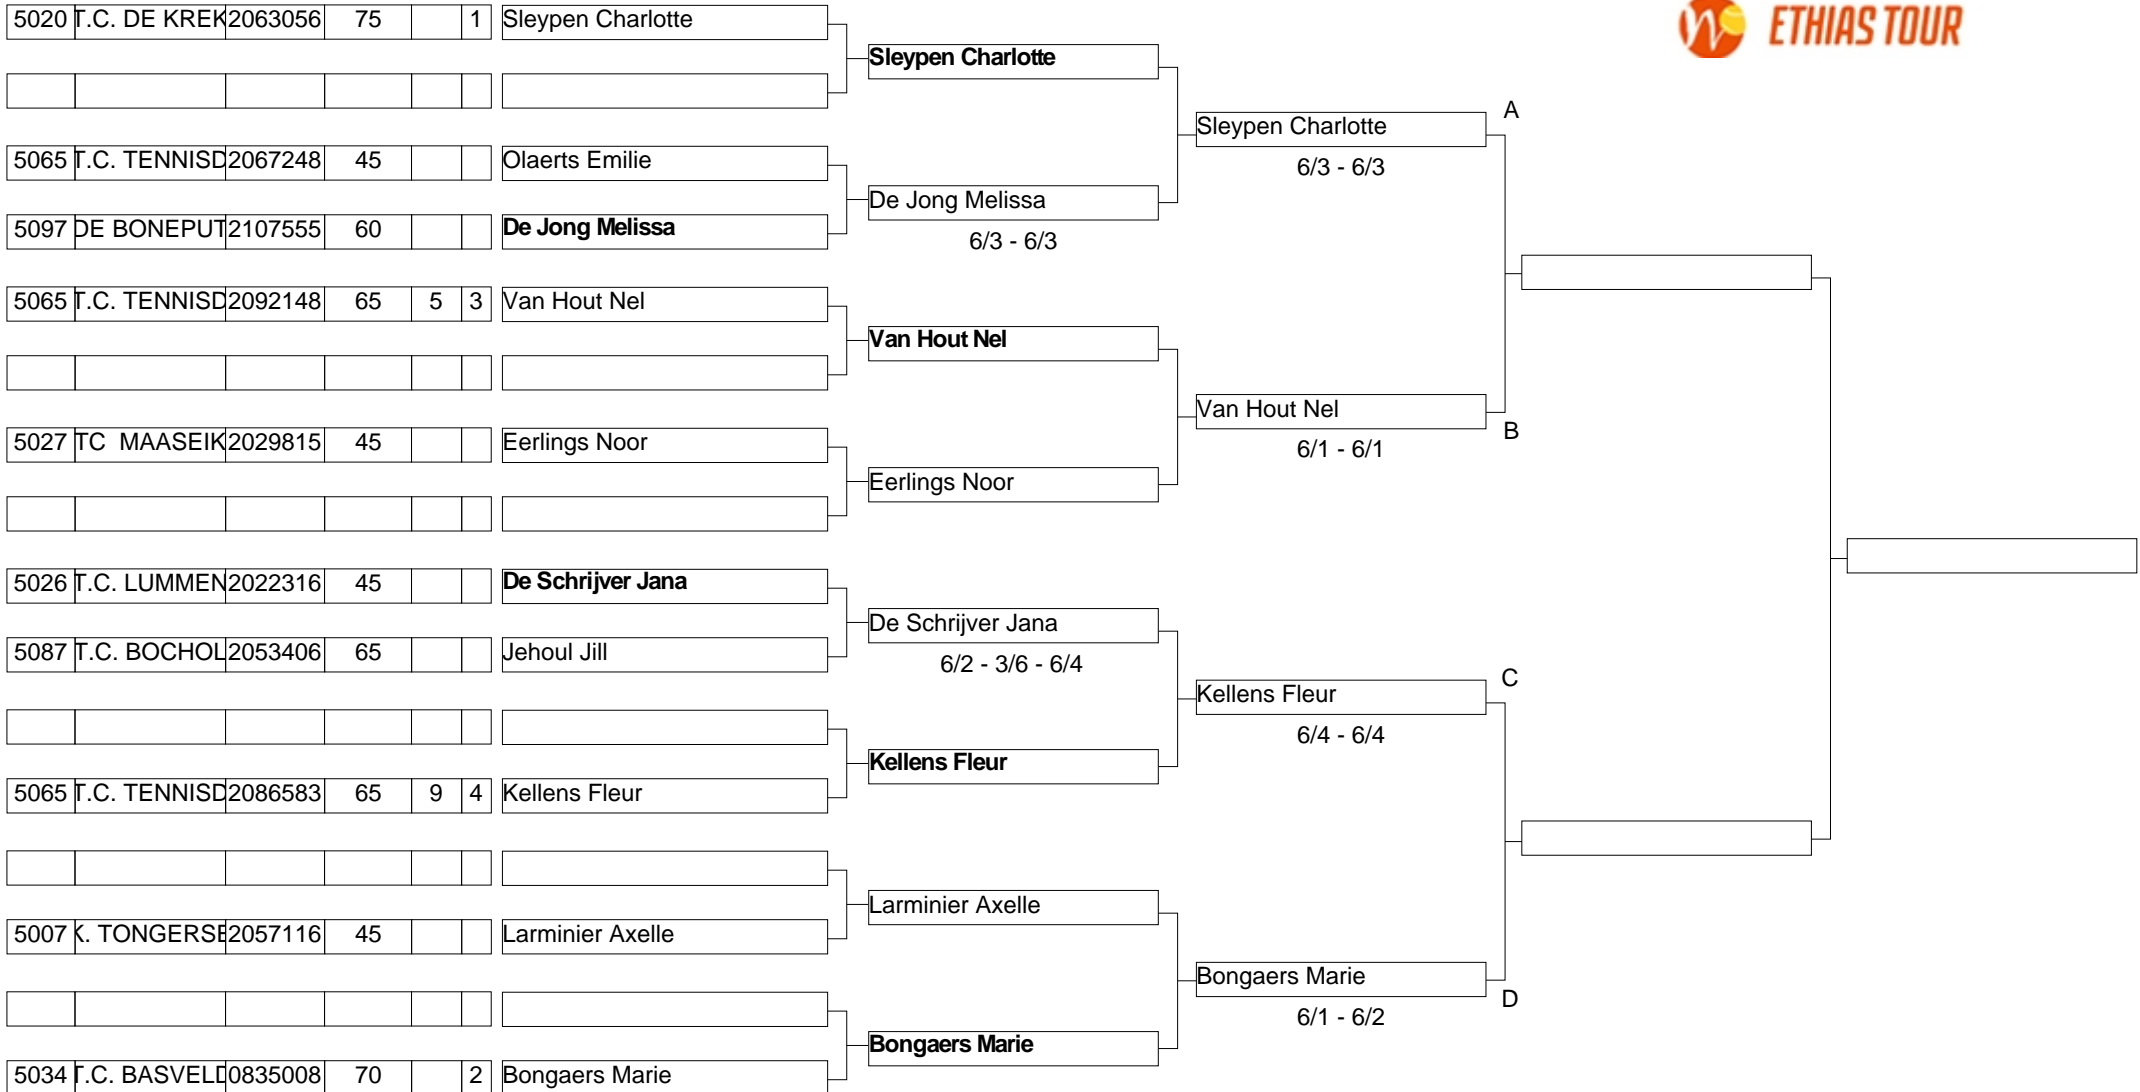 ETHIAS TOUR
5020 T.C. DE KREK 2063056 75 1 Sleypen Charlotte
Sleypen Charlotte
A
Sleypen Charlotte
6/3 - 6/3
5065 T.C. TENNISD 2067248 45 Olaerts Emilie
De Jong Melissa
6/3 - 6/3
5097 DE BONEPUT 2107555 60 De Jong Melissa
5065 T.C. TENNISD 2092148 65 5 3 Van Hout Nel
Van Hout Nel
Van Hout Nel
B
6/1 - 6/1
5027 TC MAASEIK 2029815 45 Eerlings Noor
Eerlings Noor
5026 T.C. LUMMEN 2022316 45 De Schrijver Jana
De Schrijver Jana
6/2 - 3/6 - 6/4
5087 T.C. BOCHOL 2053406 65 Jehoul Jill
C
Kellens Fleur
6/4 - 6/4
Kellens Fleur
5065 T.C. TENNISD 2086583 65 9 4 Kellens Fleur
Larminier Axelle
5007 K. TONGERSE 2057116 45 Larminier Axelle
Bongaers Marie
D
6/1 - 6/2
Bongaers Marie
5034 T.C. BASVELD 0835008 70 2 Bongaers Marie